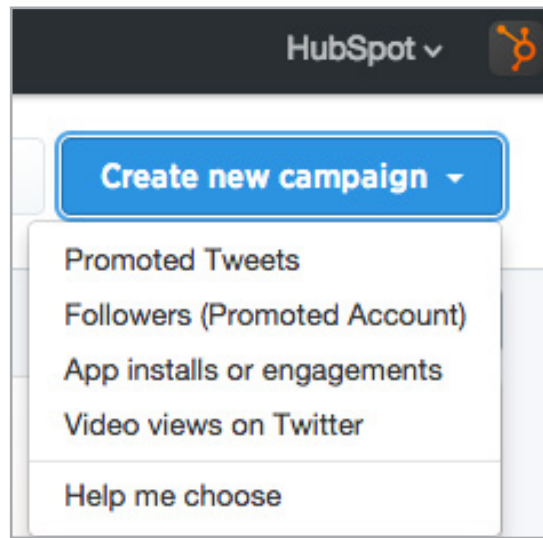 HubSpot
Create new campaign
Promoted Tweets
Followers (Promoted Account)
App installs or engagements
Video views on Twitter
Help me choose